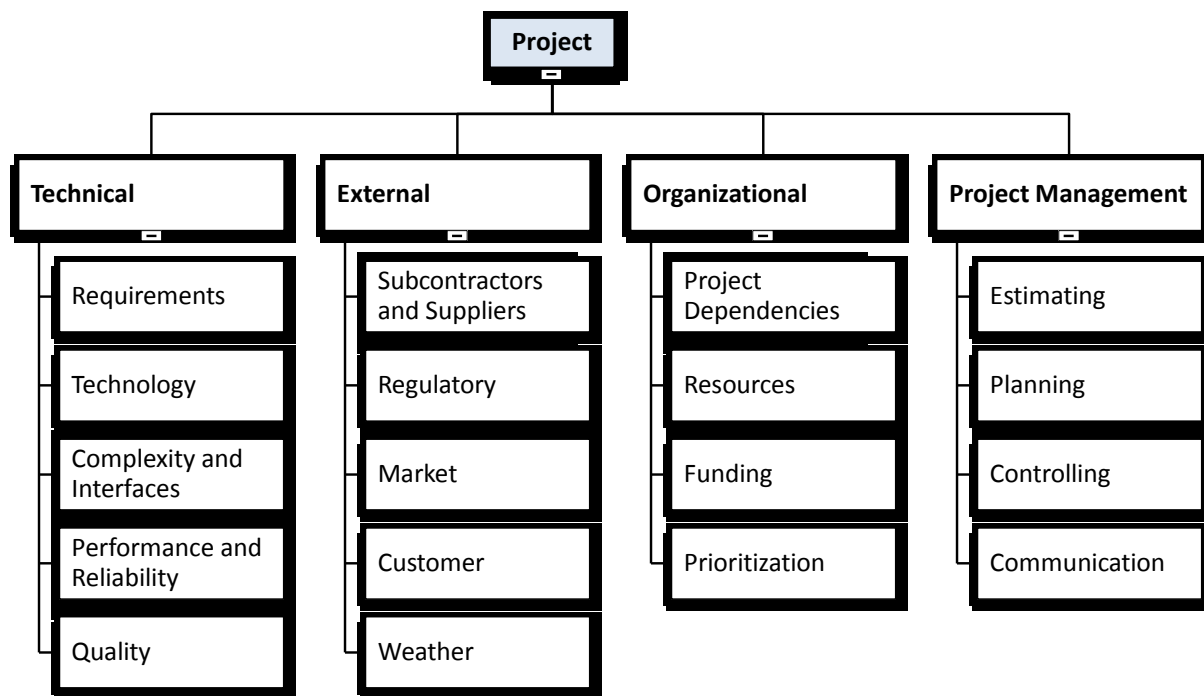 Project
Technical
Requirements
Technology
Complexity and
Interfaces
Performance and
Reliability
Quality
External
Subcontractors
and Suppliers
Regulatory
Market
Customer
Weather
Organizational
Project
Dependencies
Resources
Funding
Prioritization
Project Management
Estimating
Planning
Controlling
Communication